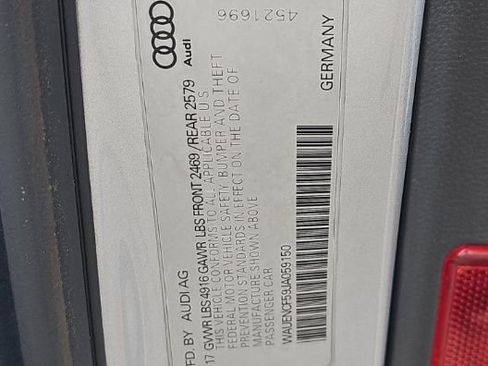 4521696
Audi
MFD. BY AUDI AG
17 GVWR LBS 4916 GAWR LBS FRONT 2469 /REAR 2579
THIS VEHICLE CONFORMS TO ALL APPLICABLE U S
FEDERAL MOTOR VEHICLE SAFETY, BUMPER AND THEFT
PREVENTION STANDARDS IN EFFECT ON THE DATE OF
MANUFACTURE SHOWN ABOVE
PASSENGER CAR
WAUENCF59JA059150
GERMANY